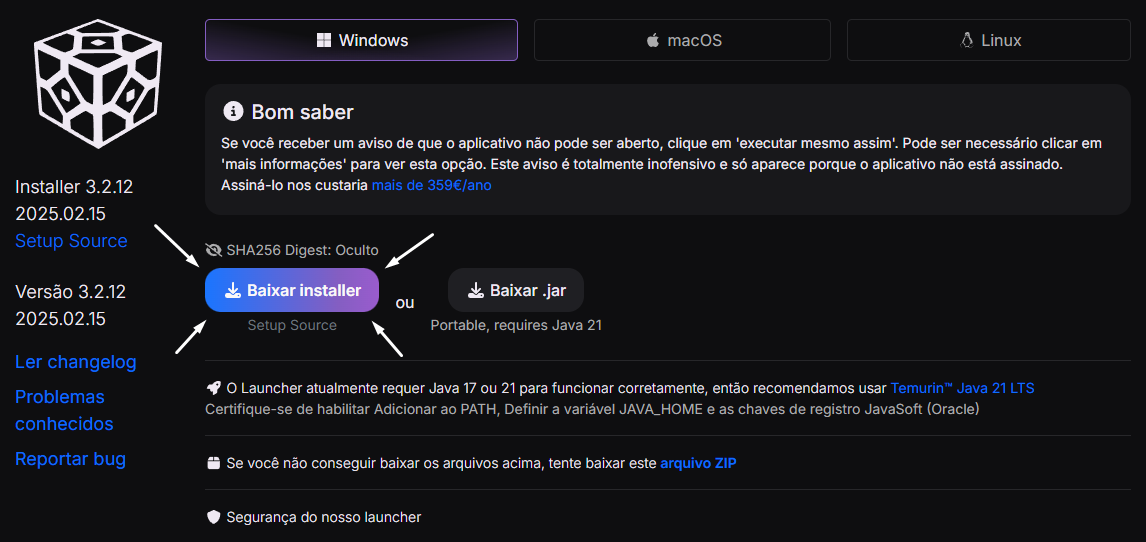 Windows
macOS
Linux
Bom saber
Se você receber um aviso de que o aplicativo não pode ser aberto, clique em 'executar mesmo assim'. Pode ser necessário clicar em
'mais informações' para ver esta opção. Este aviso é totalmente inofensivo e só aparece porque o aplicativo não está assinado.
Assiná-lo nos custaria mais de 359€/ano
Installer 3.2.12
2025.02.15
Setup Source
Versão 3.2.12
2025.02.15
Ler changelog
Problemas
conhecidos
Reportar bug
SHA256 Digest: Oculto
Baixar installer
ou
Baixar .jar
Setup Source
Portable, requires Java 21
O Launcher atualmente requer Java 17 ou 21 para funcionar corretamente, então recomendamos usar Temurin™ Java 21 LTS
Certifique-se de habilitar Adicionar ao PATH, Definir a variável JAVA_HOME e as chaves de registro JavaSoft (Oracle)
Se você não conseguir baixar os arquivos acima, tente baixar este arquivo ZIP
Segurança do nosso launcher